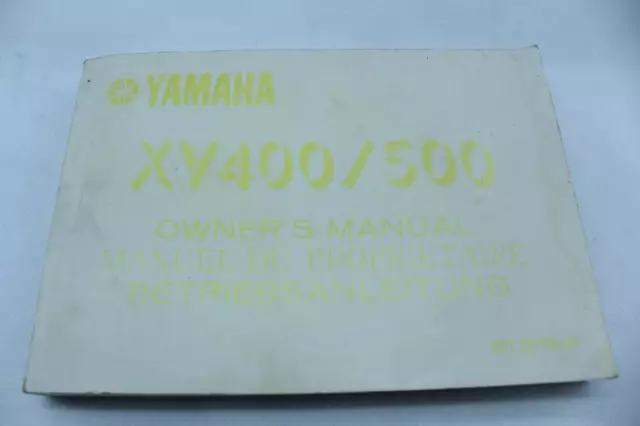 YAMAHA
XV400/500
OWNER'S MANUAL
MANUEL DU PROPRIETAIRE
BETRIEBSANLEITUNG